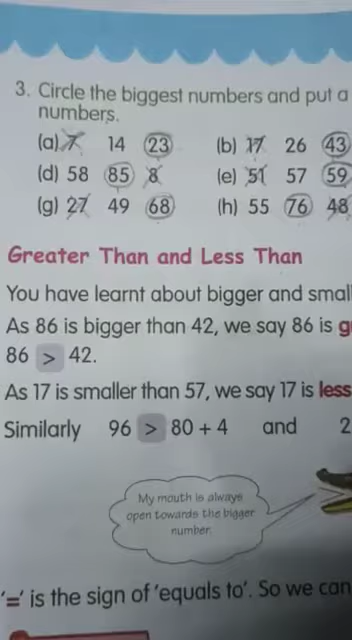 3. Circle the biggest numbers and put a
numbers.
(a) 7 14 23 (b) 17 26 43
(d) 58 85 8 (e) 51 57 59
(g) 27 49 68 (h) 55 76 48
Greater Than and Less Than
You have learnt about bigger and small
As 86 is bigger than 42, we say 86 is g
86 > 42.
As 17 is smaller than 57, we say 17 is less
Similarly 96 > 80 + 4 and 2
My mouth is always
open towards the bigger
number.
'=' is the sign of 'equals to'. So we can